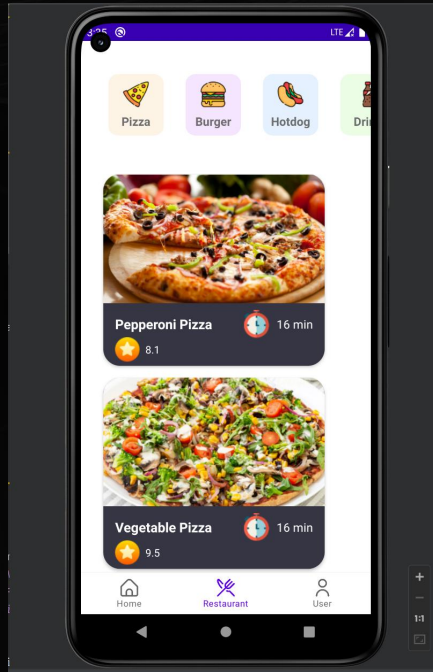 LTE
Pizza
Burger
Hotdog
Pepperoni Pizza
16 min
8.1
Vegetable Pizza
16 min
9.5
Home
Restaurant
User
1:1